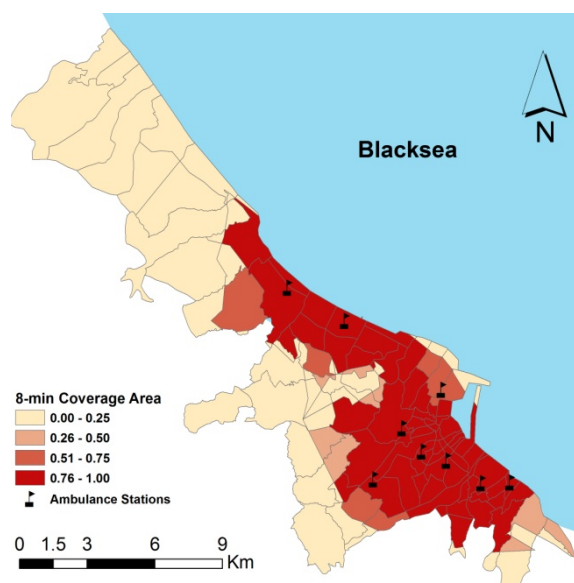 N
Blacksea
8-min Coverage Area
0.00 - 0.25
0.26 - 0.50
0.51 - 0.75
0.76 - 1.00
Ambulance Stations
0 1.5 3 6 9
Km